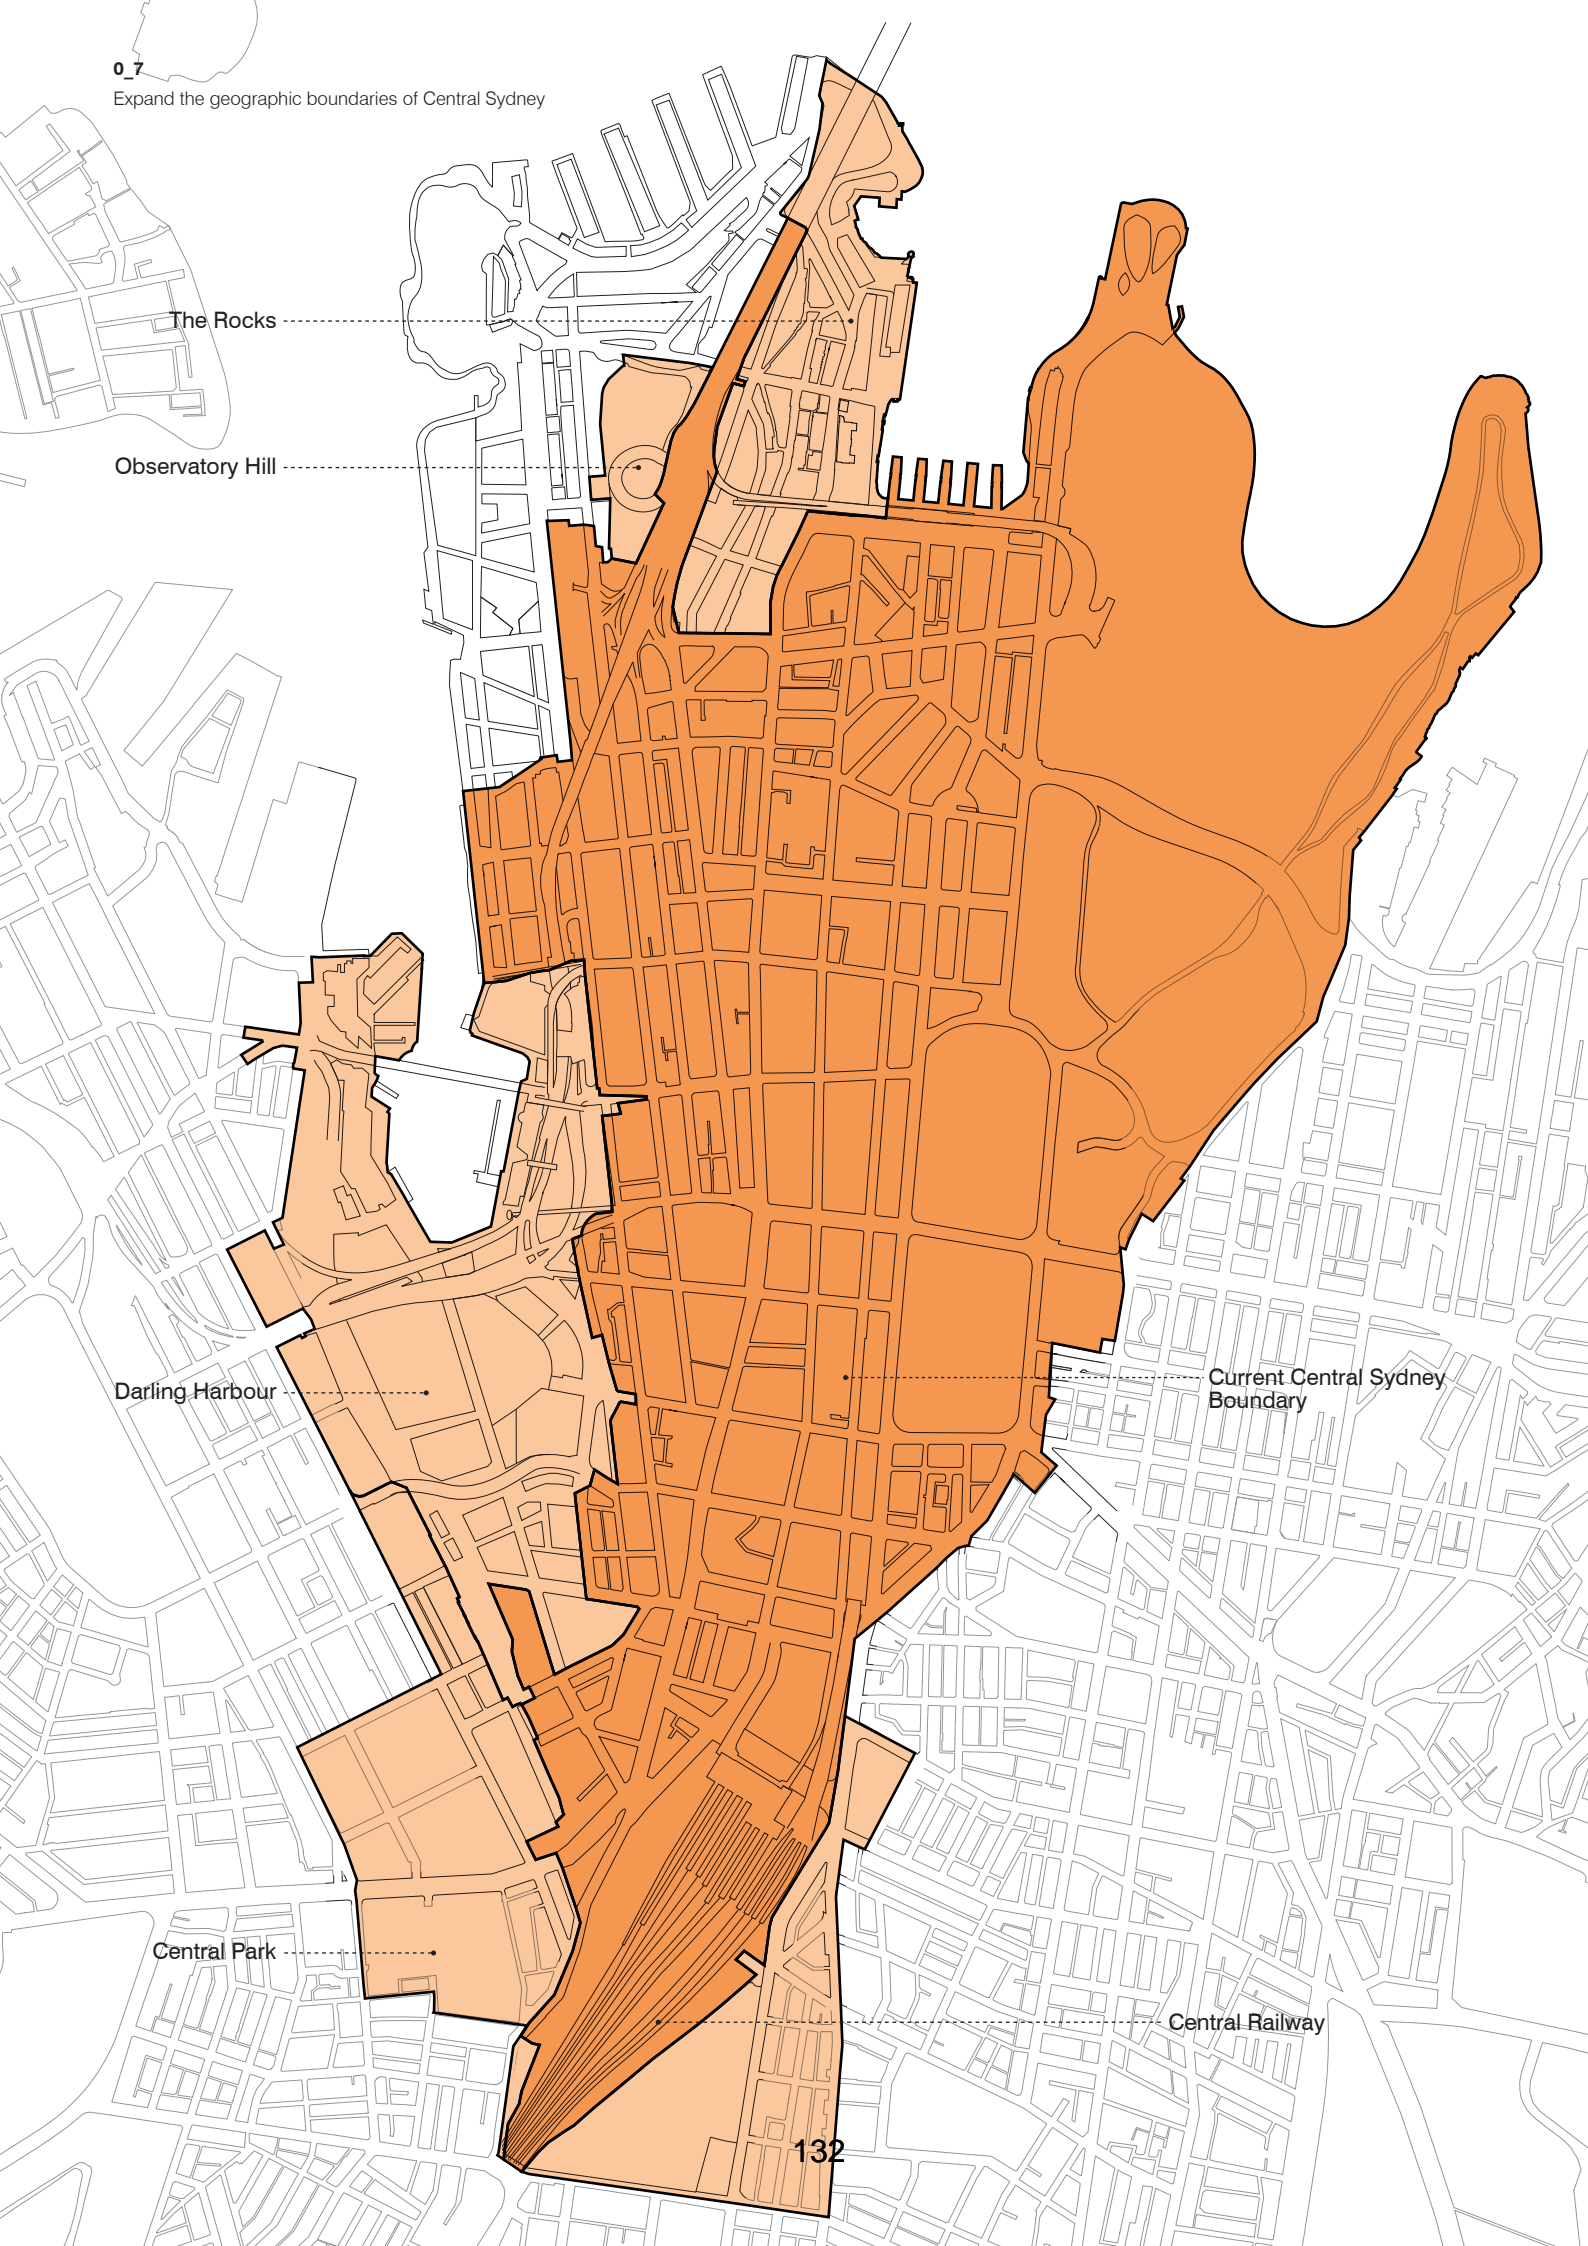 0_7
Expand the geographic boundaries of Central Sydney
The Rocks
Observatory Hill
Darling Harbour
Current Central Sydney
Boundary
Central Park
Central Railway
132